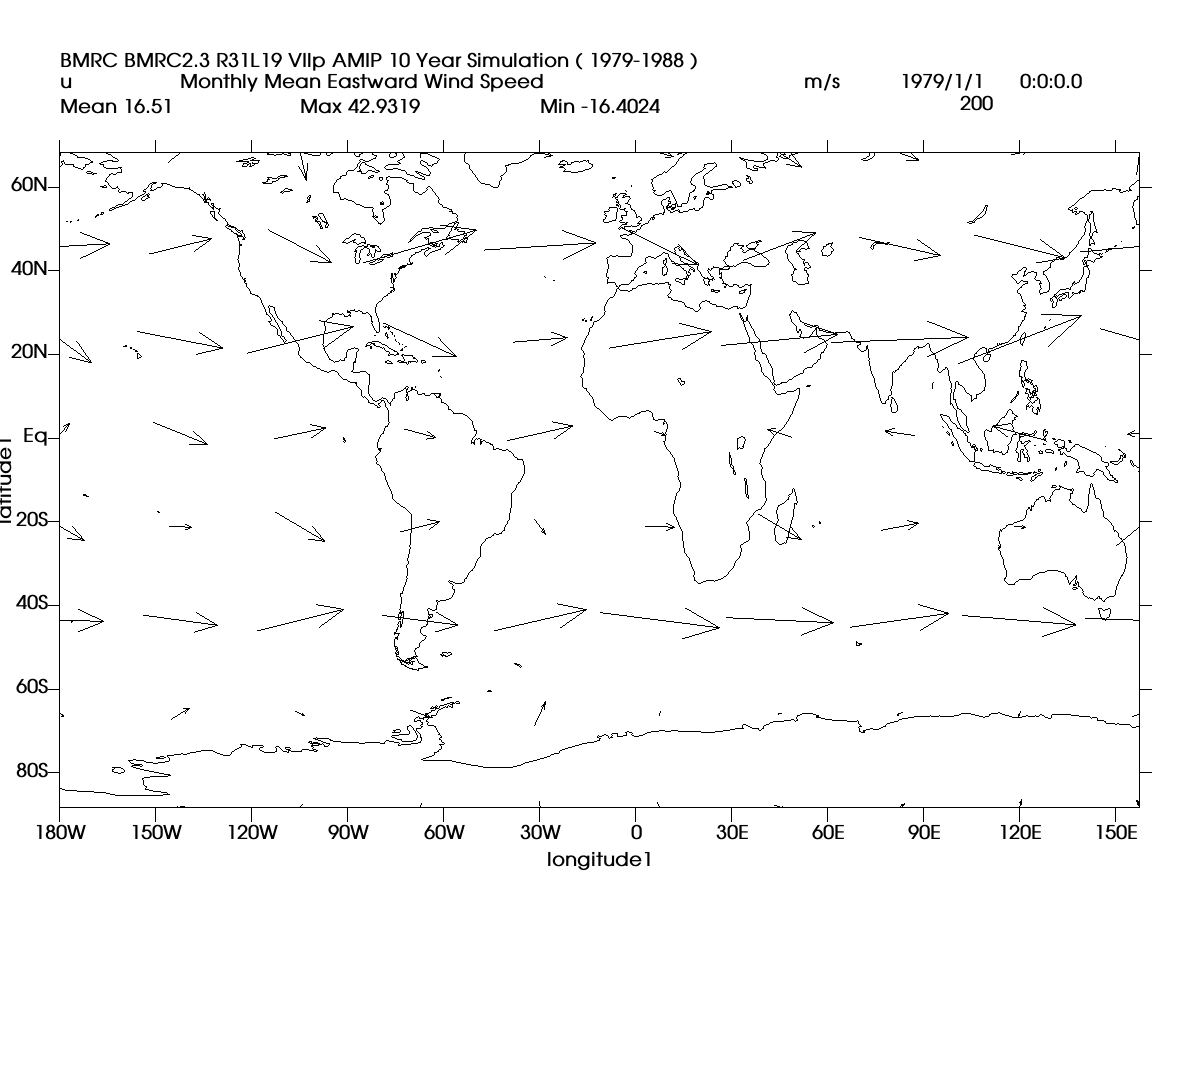 BMRC BMRC2.3 R31L19 VIIp AMIP 10 Year Simulation ( 1979-1988 )
u Monthly Mean Eastward Wind Speed m/s 1979/1/1 0:0:0.0
Mean 16.51 Max 42.9319 Min -16.4024 200
60N
40N
20N
Eq
20S
40S
60S
80S
latitude1
180W 150W 120W 90W 60W 30W 0 30E 60E 90E 120E 150E
longitude1